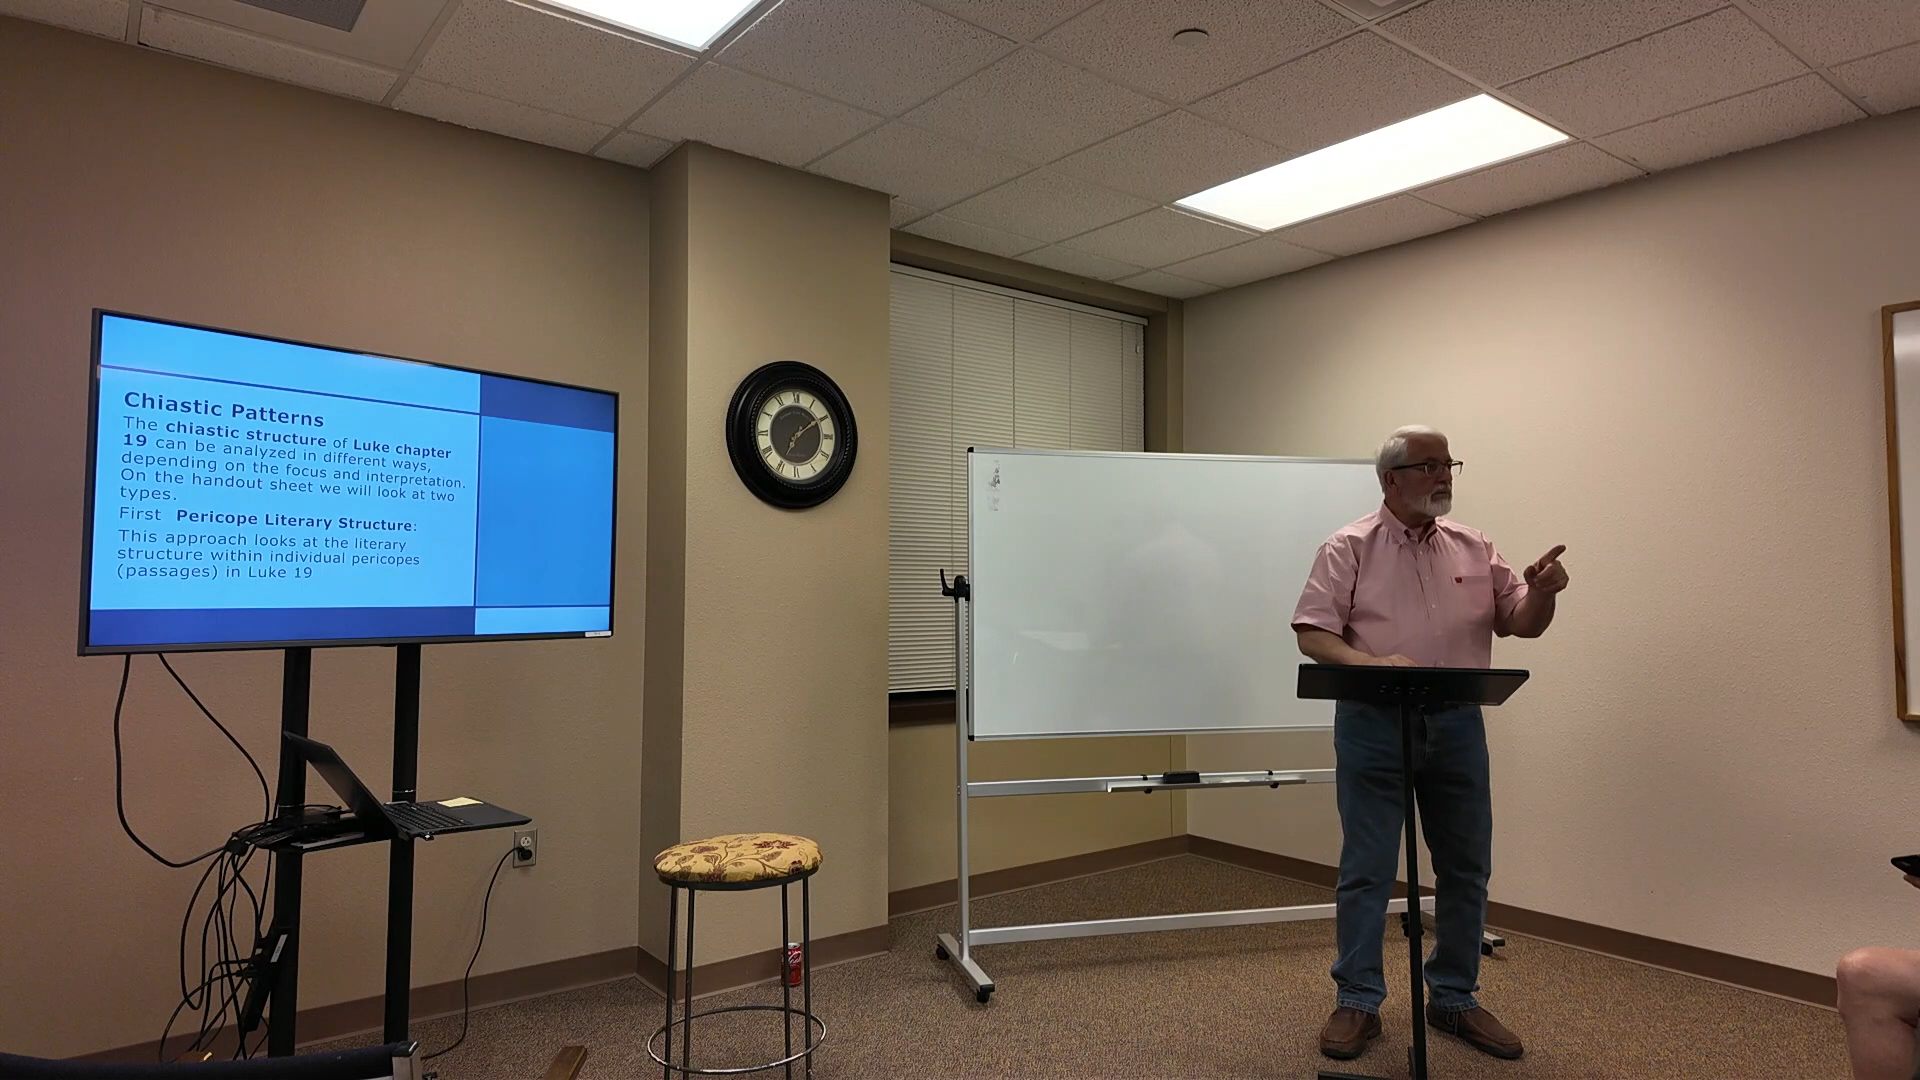 Chiastic Patterns
The chiastic structure of Luke chapter
19 can be analyzed in different ways,
depending on the focus and interpretation.
On the handout sheet we will look at two
types.
First Pericope Literary Structure:
This approach looks at the literary
structure within individual pericopes
(passages) in Luke 19